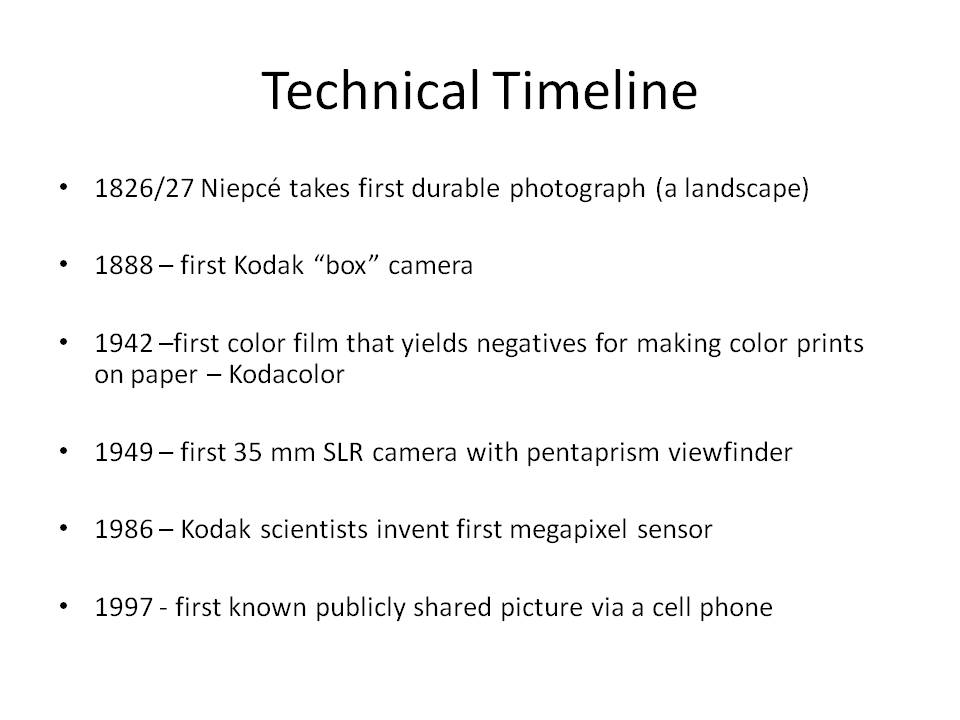 Technical Timeline
• 1826/27 Niepcé takes first durable photograph (a landscape)
• 1888 – first Kodak “box” camera
• 1942 –first color film that yields negatives for making color prints
on paper – Kodacolor
• 1949 – first 35 mm SLR camera with pentaprism viewfinder
• 1986 – Kodak scientists invent first megapixel sensor
• 1997 - first known publicly shared picture via a cell phone